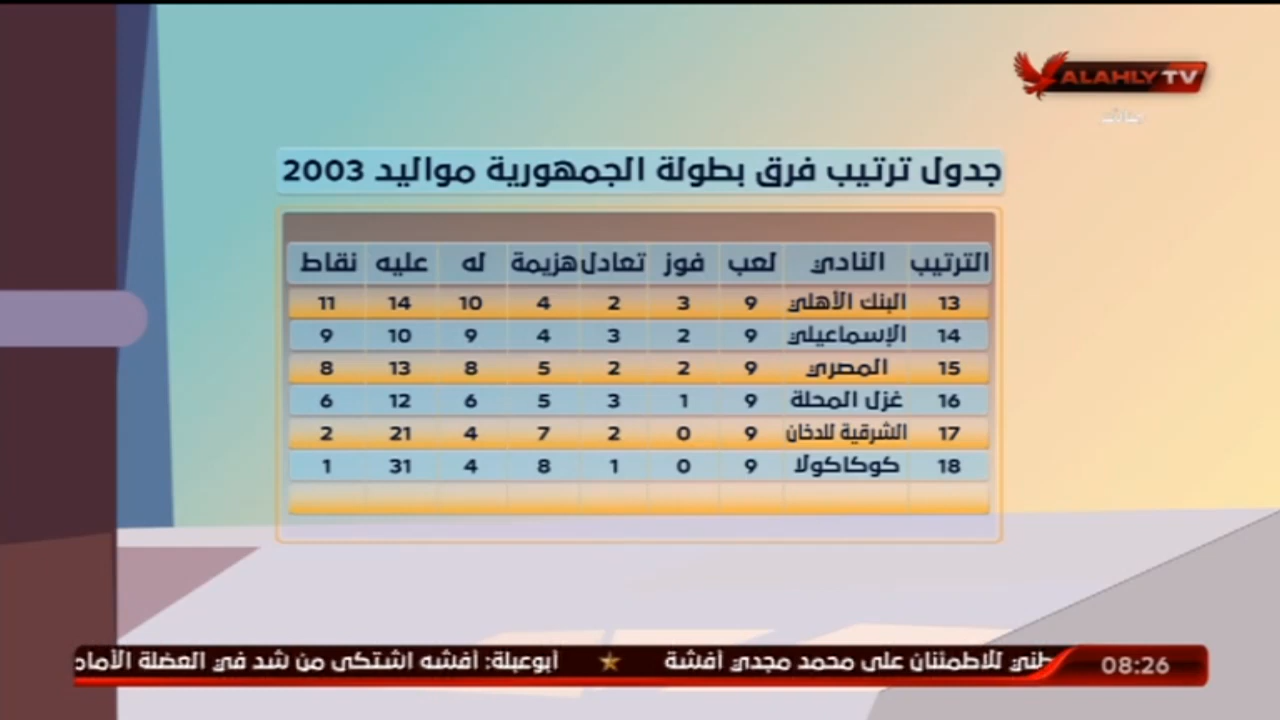 ALAHLY TV
جدول ترتيب فرق بطولة الجمهورية مواليد 2003
الترتيب النادي لعب فوز تعادل هزيمة له عليه نقاط
13 البنك الأهلي 9 3 2 4 10 14 11
14 الإسماعيلي 9 2 3 4 9 10 9
15 المصري 9 2 2 5 8 13 8
16 غزل المحلة 9 1 3 5 6 12 6
17 الشرقية للدخان 9 0 2 7 4 21 2
18 كوكاكولا 9 0 1 8 4 31 1
08:26 للاطمئنان على محمد مجدي أفشة ★ أبوعبلة: أفشه اشتكى من شد في العضلة